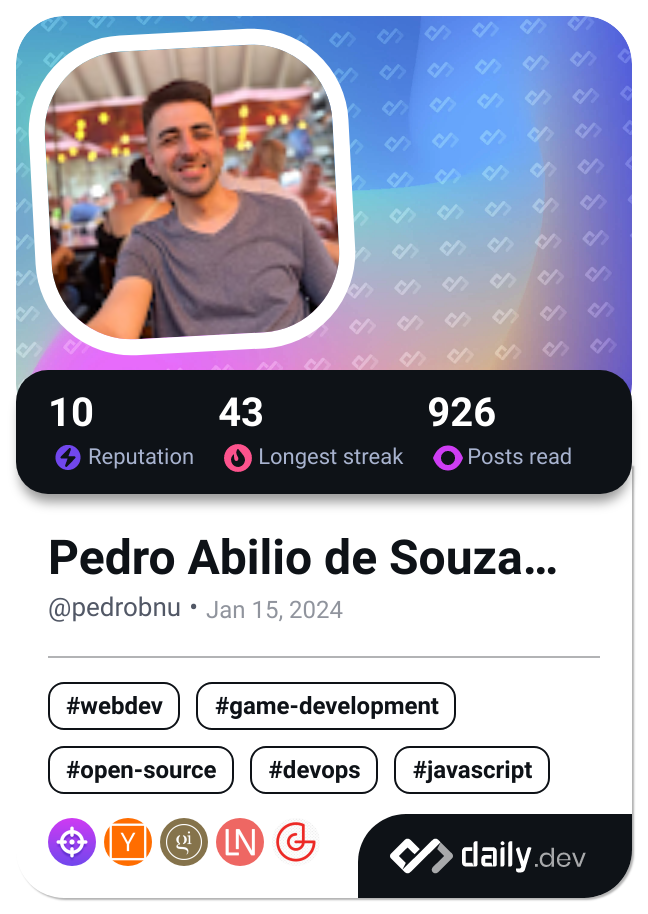 10 43 926
Reputation Longest streak Posts read
Pedro Abilio de Souza...
@pedrobnu • Jan 15, 2024
#webdev #game-development
#open-source #devops #javascript
Y gi LN
daily.dev